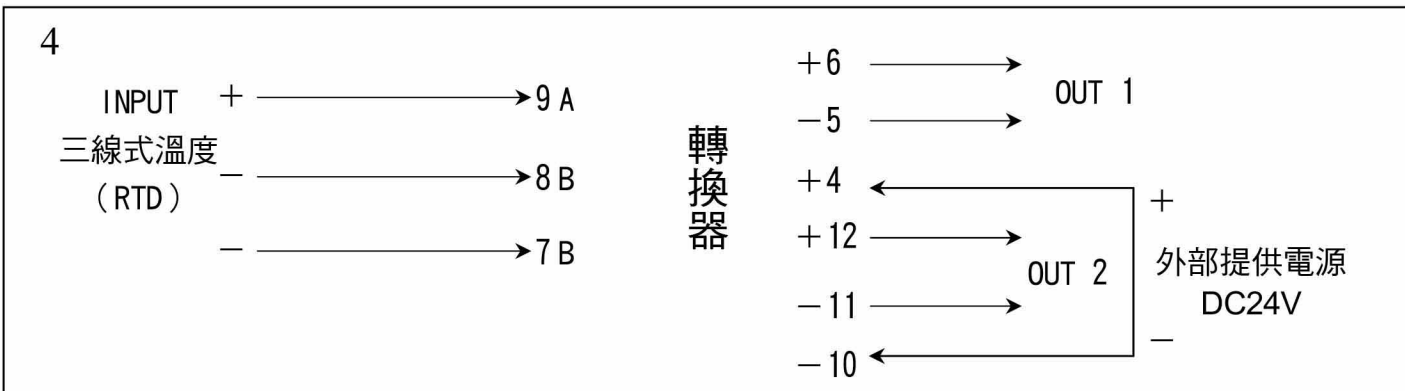 4
INPUT
三線式溫度
(RTD)
+ 9 A
− 8 B
− 7 B
轉換器
+6
−5
OUT 1
+4
+12
−11
OUT 2
−10
+
外部提供電源
DC24V
−